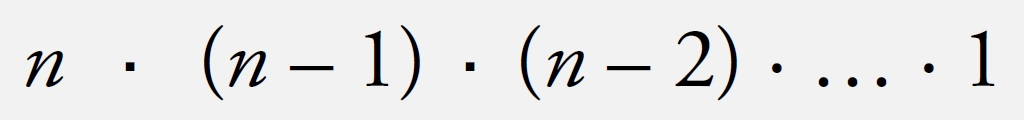 n · (n – 1) · (n – 2) · … · 1